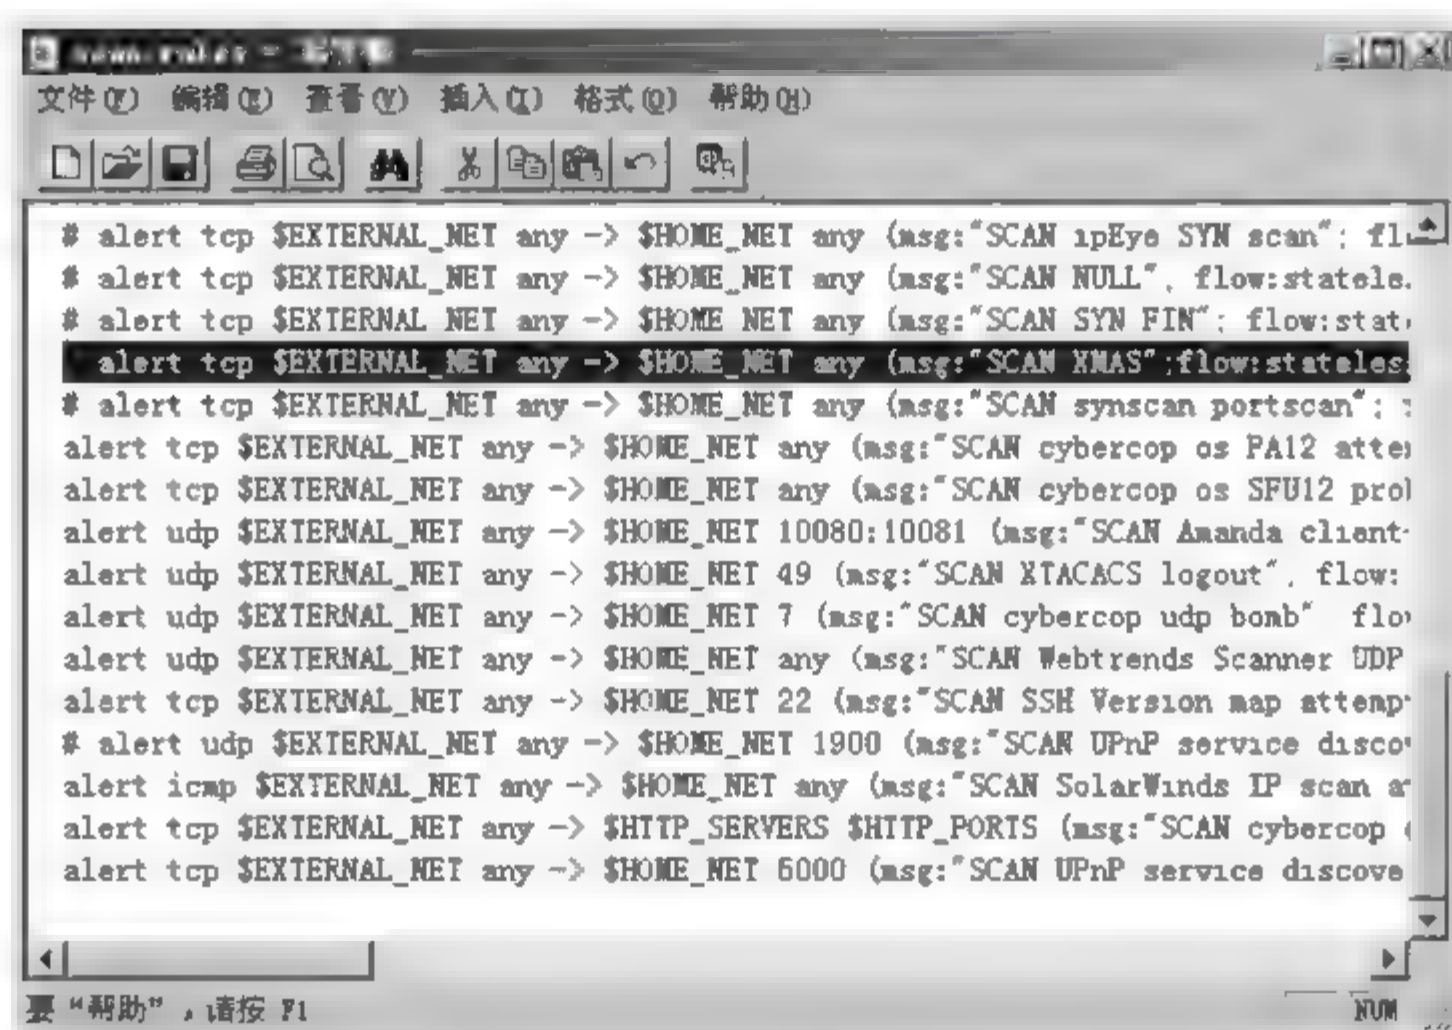 文件(F) 编辑(E) 查看(V) 插入(I) 格式(O) 帮助(H)
# alert tcp $EXTERNAL_NET any -> $HOME_NET any (msg:"SCAN ipEye SYN scan"; fl
# alert tcp $EXTERNAL_NET any -> $HOME_NET any (msg:"SCAN NULL", flow:statele
# alert tcp $EXTERNAL NET any -> $HOME NET any (msg:"SCAN SYN FIN"; flow:stat
alert tcp $EXTERNAL_NET any -> $HOME_NET any (msg:"SCAN XMAS";flow:stateles
# alert tcp $EXTERNAL_NET any -> $HOME_NET any (msg:"SCAN synscan portscan";
alert tcp $EXTERNAL_NET any -> $HOME_NET any (msg:"SCAN cybercop os PA12 atte
alert tcp $EXTERNAL_NET any -> $HOME_NET any (msg:"SCAN cybercop os SFU12 pro
alert udp $EXTERNAL_NET any -> $HOME_NET 10080:10081 (msg:"SCAN Amanda client
alert udp $EXTERNAL_NET any -> $HOME_NET 49 (msg:"SCAN XTACACS logout", flow:
alert udp $EXTERNAL_NET any -> $HOME_NET 7 (msg:"SCAN cybercop udp bomb" flo
alert udp $EXTERNAL_NET any -> $HOME_NET any (msg:"SCAN Webtrends Scanner UDP
alert tcp $EXTERNAL_NET any -> $HOME_NET 22 (msg:"SCAN SSH Version map attemp
# alert udp $EXTERNAL_NET any -> $HOME_NET 1900 (msg:"SCAN UPnP service disco
alert icmp $EXTERNAL_NET any -> $HOME_NET any (msg:"SCAN SolarWinds IP scan a
alert tcp $EXTERNAL_NET any -> $HTTP_SERVERS $HTTP_PORTS (msg:"SCAN cybercop
alert tcp $EXTERNAL_NET any -> $HOME_NET 5000 (msg:"SCAN UPnP service discove
要“帮助”,请按 F1
NUM